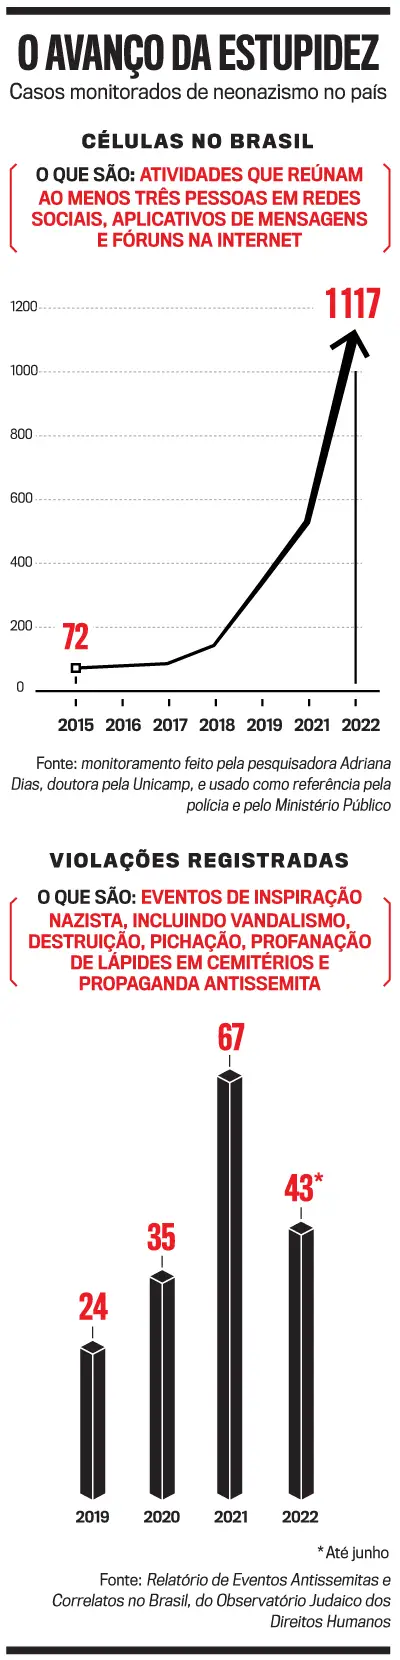 O AVANÇO DA ESTUPIDEZ
Casos monitorados de neonazismo no país
CÉLULAS NO BRASIL
O QUE SÃO: ATIVIDADES QUE REÚNAM
AO MENOS TRÊS PESSOAS EM REDES
SOCIAIS, APLICATIVOS DE MENSAGENS
E FÓRUNS NA INTERNET
1117
1200
1000
800
600
400
200
72
0
2015 2016 2017 2018 2019 2021 2022
Fonte: monitoramento feito pela pesquisadora Adriana
Dias, doutora pela Unicamp, e usado como referência pela
polícia e pelo Ministério Público
VIOLAÇÕES REGISTRADAS
O QUE SÃO: EVENTOS DE INSPIRAÇÃO
NAZISTA, INCLUINDO VANDALISMO,
DESTRUIÇÃO, PICHAÇÃO, PROFANAÇÃO
DE LÁPIDES EM CEMITÉRIOS E
PROPAGANDA ANTISSEMITA
67
43*
35
24
2019 2020 2021 2022
*Até junho
Fonte: Relatório de Eventos Antissemitas e
Correlatos no Brasil, do Observatório Judaico dos
Direitos Humanos